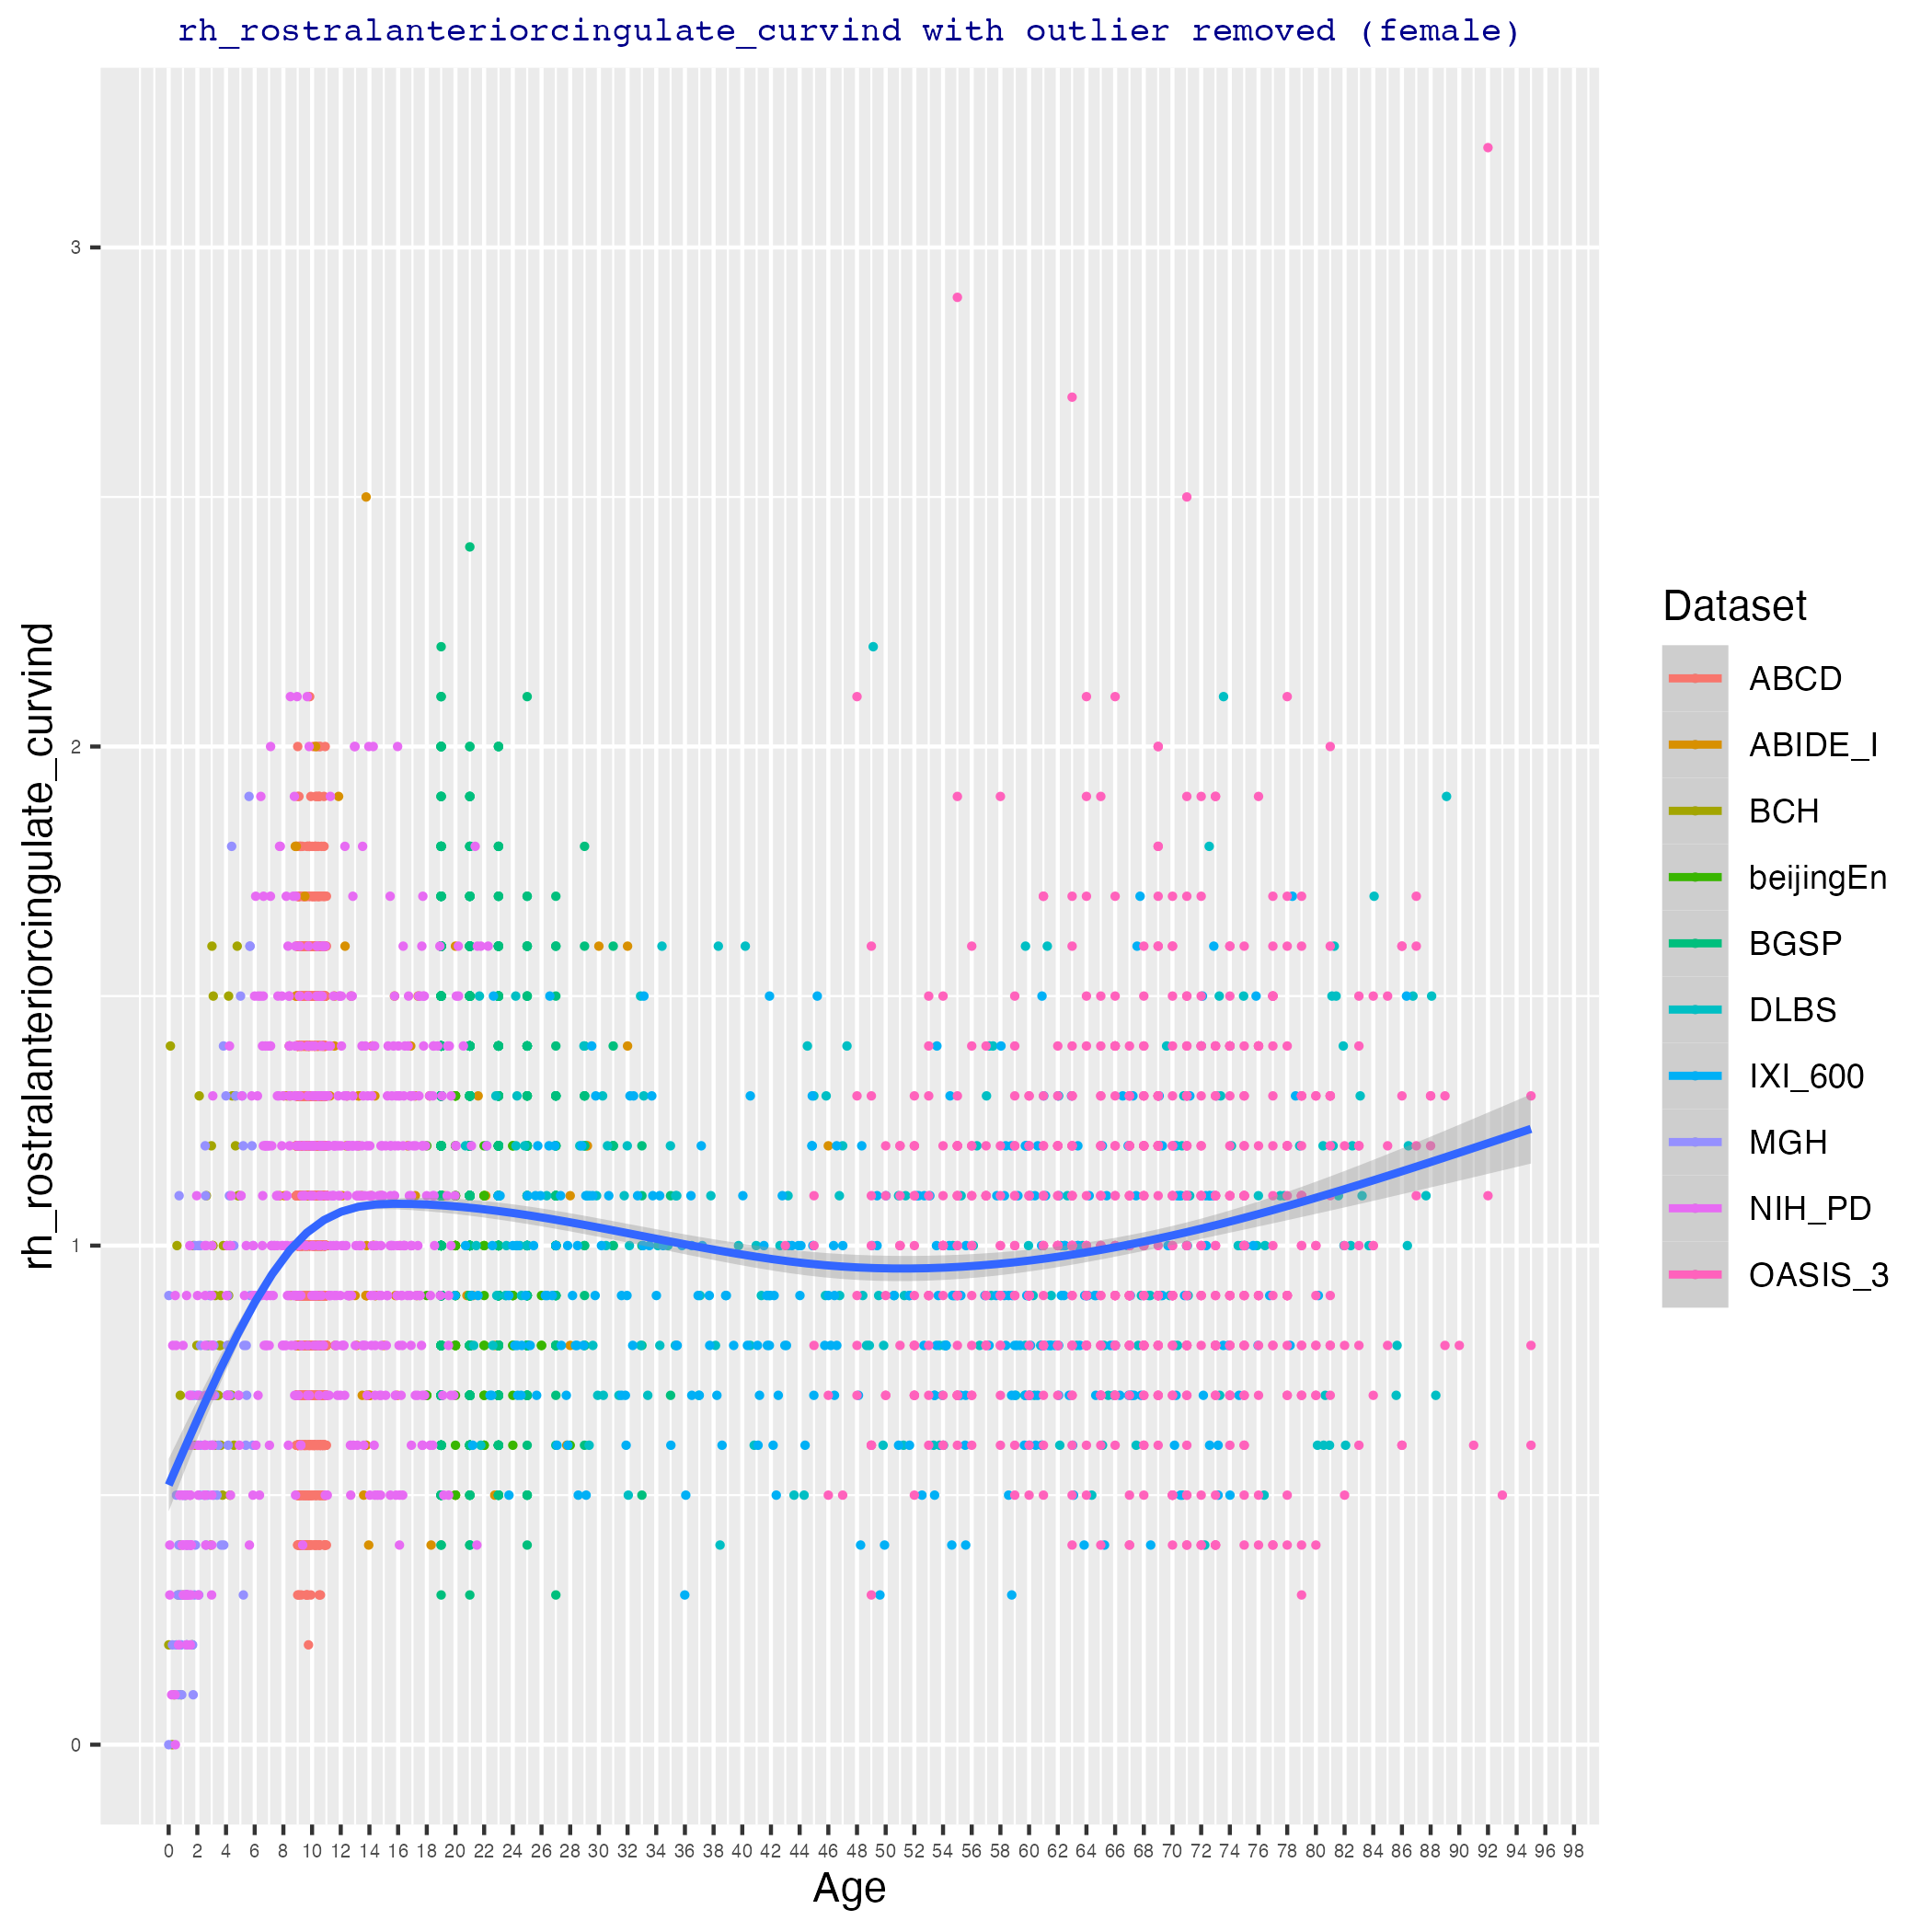 rh_rostralanteriorcingulate_curvind with outlier removed (female)
rh_rostralanteriorcingulate_curvind
3
2
1
0
0 2 4 6 8 10 12 14 16 18 20 22 24 26 28 30 32 34 36 38 40 42 44 46 48 50 52 54 56 58 60 62 64 66 68 70 72 74 76 78 80 82 84 86 88 90 92 94 96 98
Age
Dataset
ABCD
ABIDE_I
BCH
beijingEn
BGSP
DLBS
IXI_600
MGH
NIH_PD
OASIS_3